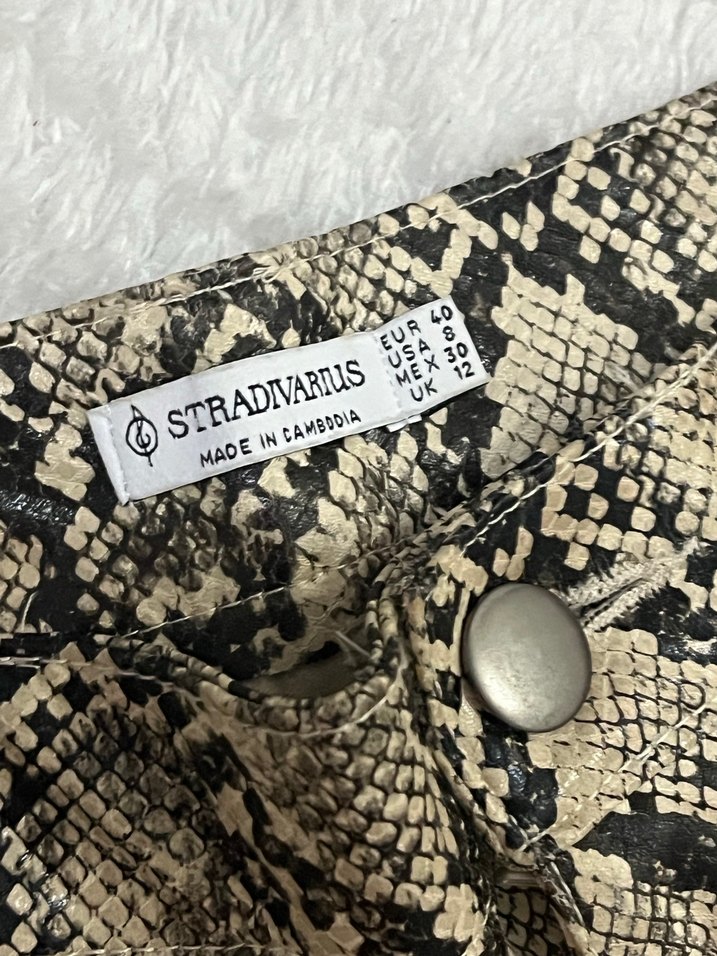 STRADIVARIUS
MADE IN CAMBODIA
EUR 40
USA 8
MEX 30
UK 12